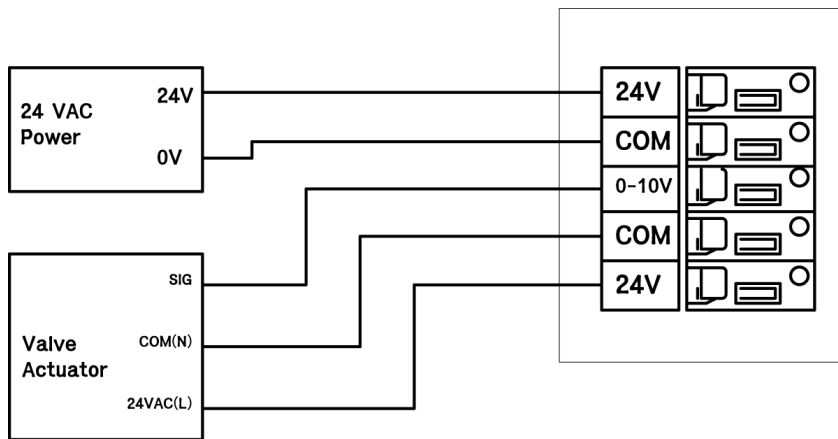 24 VAC
Power
24V
0V
Valve
Actuator
SIG
COM(N)
24VAC(L)
24V
COM
0-10V
COM
24V